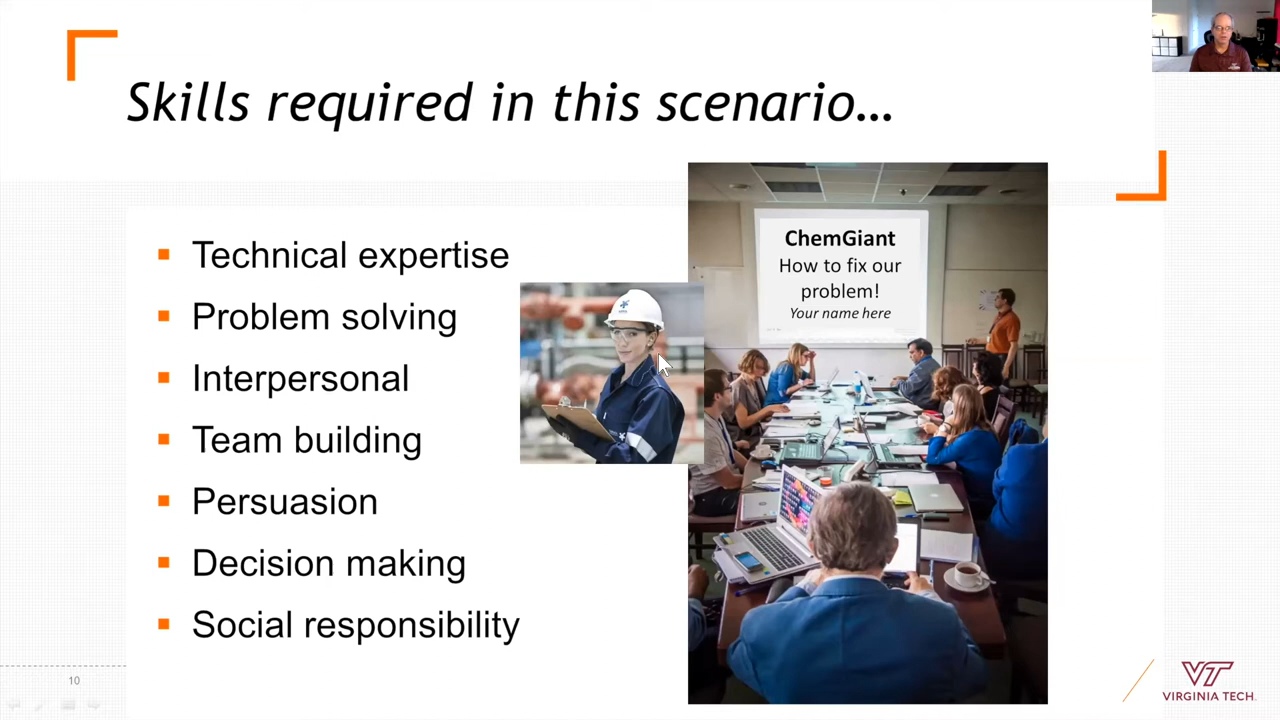 Skills required in this scenario…
Technical expertise
Problem solving
Interpersonal
Team building
Persuasion
Decision making
Social responsibility
ChemGiant
How to fix our
problem!
Your name here
10
VT
VIRGINIA TECH.